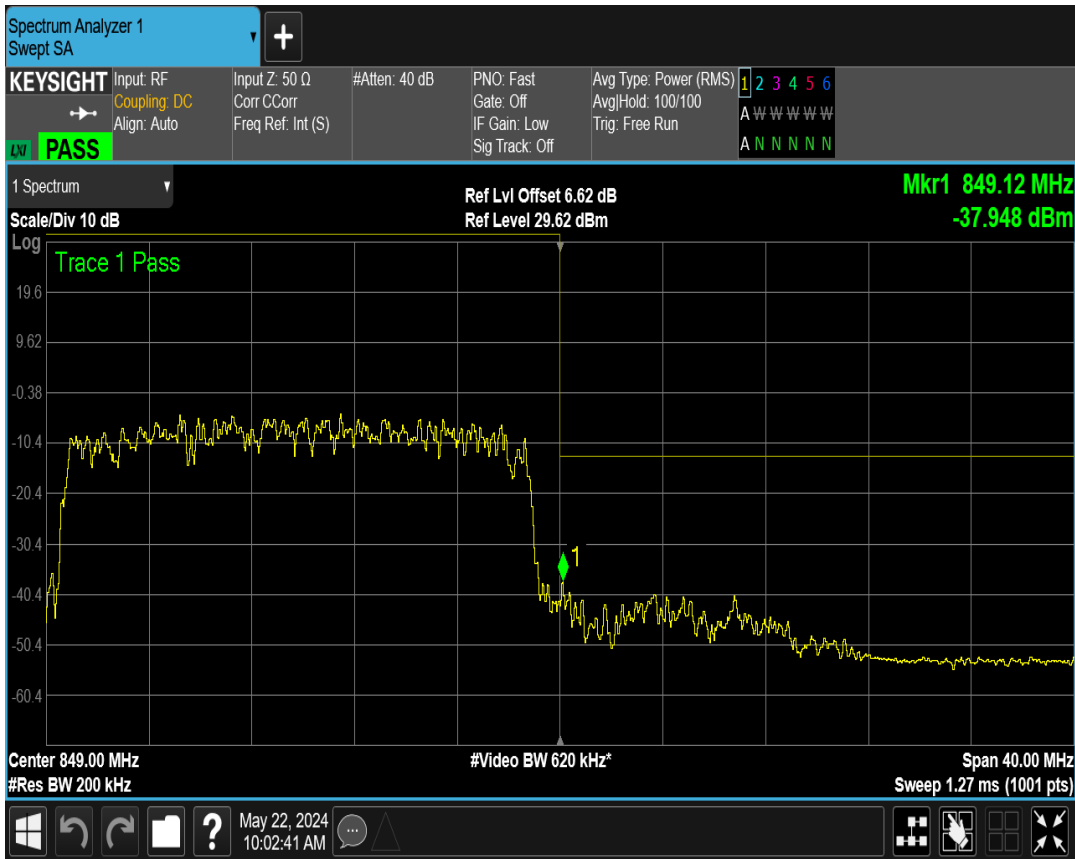 Spectrum Analyzer 1
Swept SA
+
KEYSIGHT
LXI PASS
Input: RF
Coupling: DC
Align: Auto
Input Z: 50 Ω
Corr CCorr
Freq Ref: Int (S)
#Atten: 40 dB
PNO: Fast
Gate: Off
IF Gain: Low
Sig Track: Off
Avg Type: Power (RMS)
Avg|Hold: 100/100
Trig: Free Run
1 2 3 4 5 6
A W W W W W
A N N N N N
1 Spectrum
Scale/Div 10 dB
Ref Lvl Offset 6.62 dB
Ref Level 29.62 dBm
Mkr1 849.12 MHz
-37.948 dBm
Log
Trace 1 Pass
19.6
9.62
-0.38
-10.4
-20.4
-30.4
1
-40.4
-50.4
-60.4
Center 849.00 MHz
#Video BW 620 kHz*
Span 40.00 MHz
#Res BW 200 kHz
Sweep 1.27 ms (1001 pts)
?
May 22, 2024
10:02:41 AM